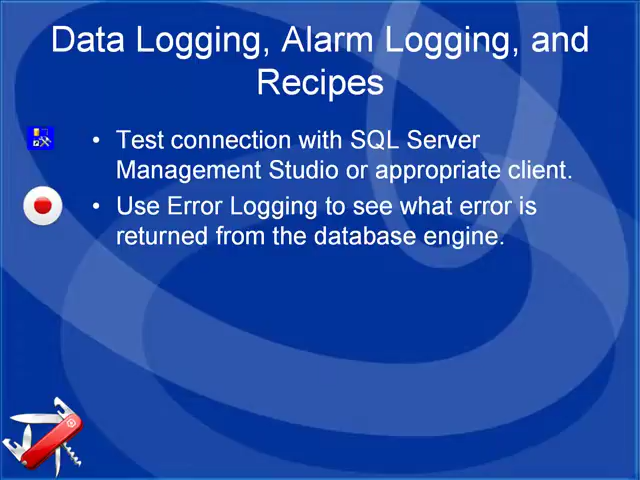 Data Logging, Alarm Logging, and
Recipes
• Test connection with SQL Server
Management Studio or appropriate client.
• Use Error Logging to see what error is
returned from the database engine.